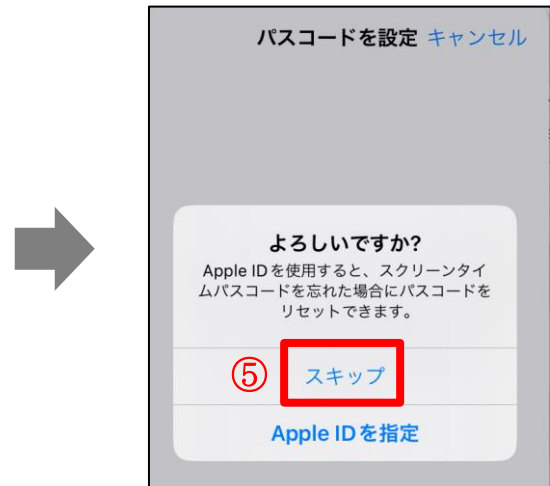 パスコードを設定 キャンセル
よろしいですか?
Apple IDを使用すると、スクリーンタイ
ムパスコードを忘れた場合にパスコードを
リセットできます。
⑤ スキップ
Apple IDを指定